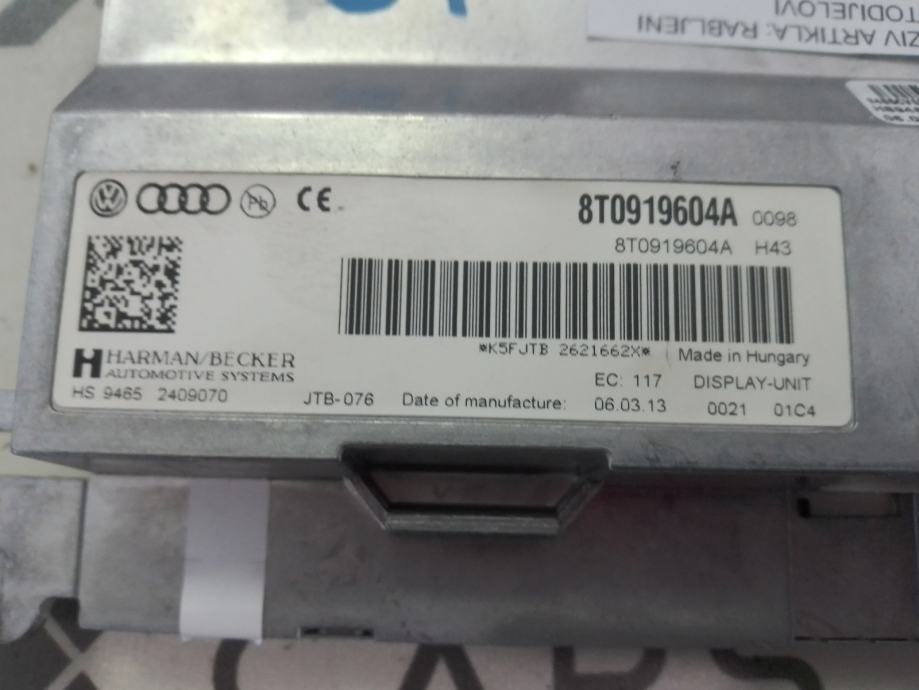 ZIV ARTIKLA: RABLJENI
TODIJELOVI
Pb CE
8T0919604A 0098
8T0919604A H43
*K5FJTB 2621662X*
Made in Hungary
HARMAN/BECKER
AUTOMOTIVE SYSTEMS
EC: 117 DISPLAY-UNIT
HS 9465 2409070 JTB-076 Date of manufacture: 06.03.13 0021 01C4